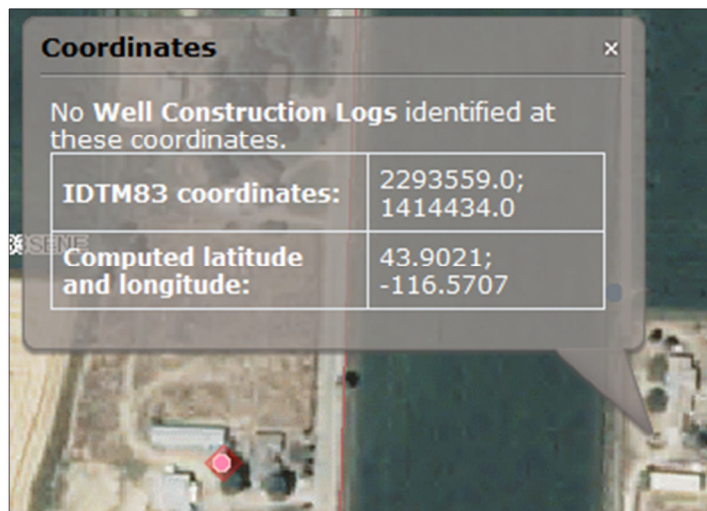 Coordinates
×
No Well Construction Logs identified at
these coordinates.
IDTM83 coordinates:
2293559.0;
1414434.0
Computed latitude
and longitude:
43.9021;
-116.5707